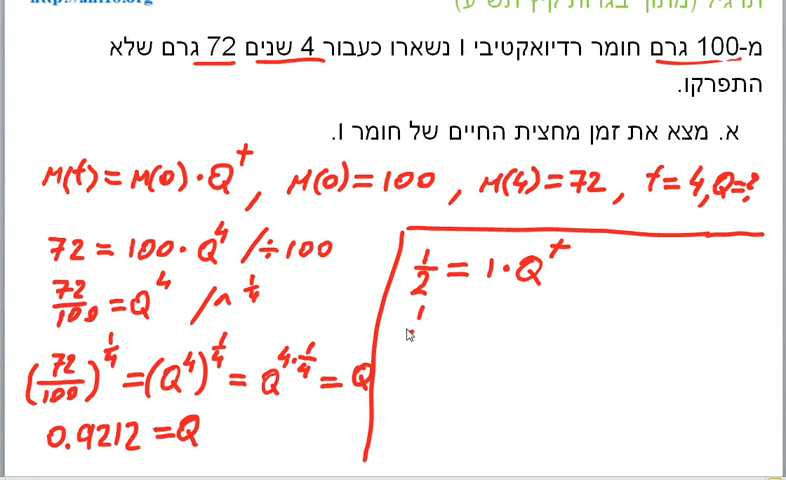 מ-100 גרם חומר רדיואקטיבי I נשארו כעבור 4 שנים 72 גרם שלא
התפרקו.
א. מצא את זמן מחצית החיים של חומר I.
M(t) = M(0) · Q^t , M(0) = 100 , M(4) = 72 , t = 4, Q = ?
72 = 100 · Q^4 / ÷100
72/100 = Q^4 / ^ 1/4
(72/100)^1/4 = (Q^4)^1/4 = Q^4·1/4 = Q
0.9212 = Q
1/2 = 1 · Q^t
1